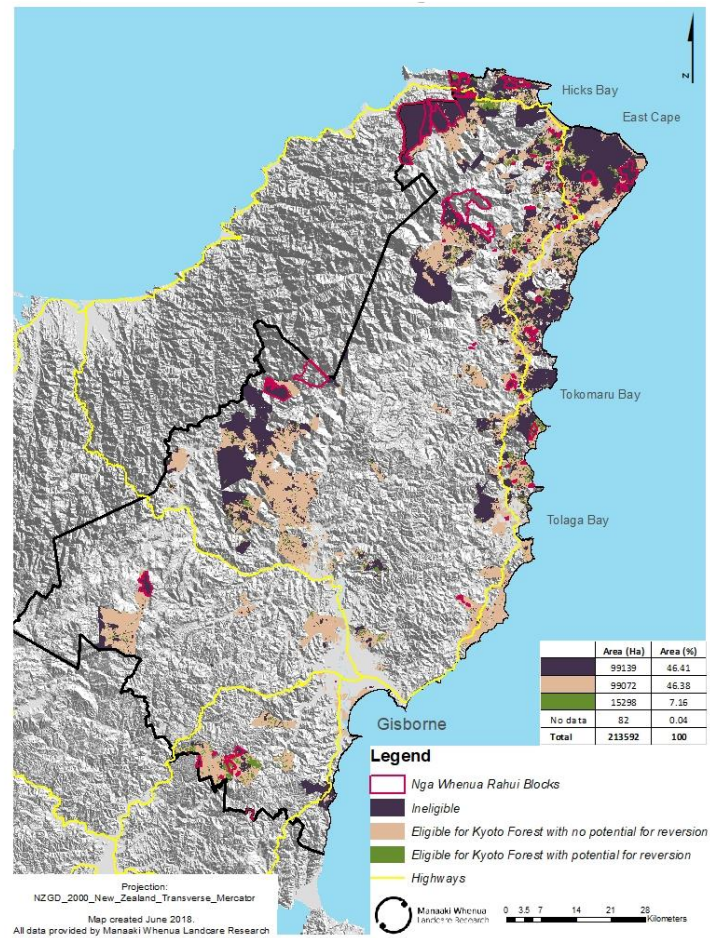 N
Hicks Bay
East Cape
Tokomaru Bay
Tolaga Bay
Area (Ha) Area (%)
99139 46.41
99072 46.38
15298 7.16
No data 82 0.04
Total 213592 100
Gisborne
Legend
Nga Whenua Rahui Blocks
Ineligible
Eligible for Kyoto Forest with no potential for reversion
Eligible for Kyoto Forest with potential for reversion
Highways
Projection:
NZGD_2000_New_Zealand_Transverse_Mercator
Map created June 2018.
All data provided by Manaaki Whenua Landcare Research
Manaaki Whenua
Landcare Research
0 3.5 7 14 21 28
Kilometers